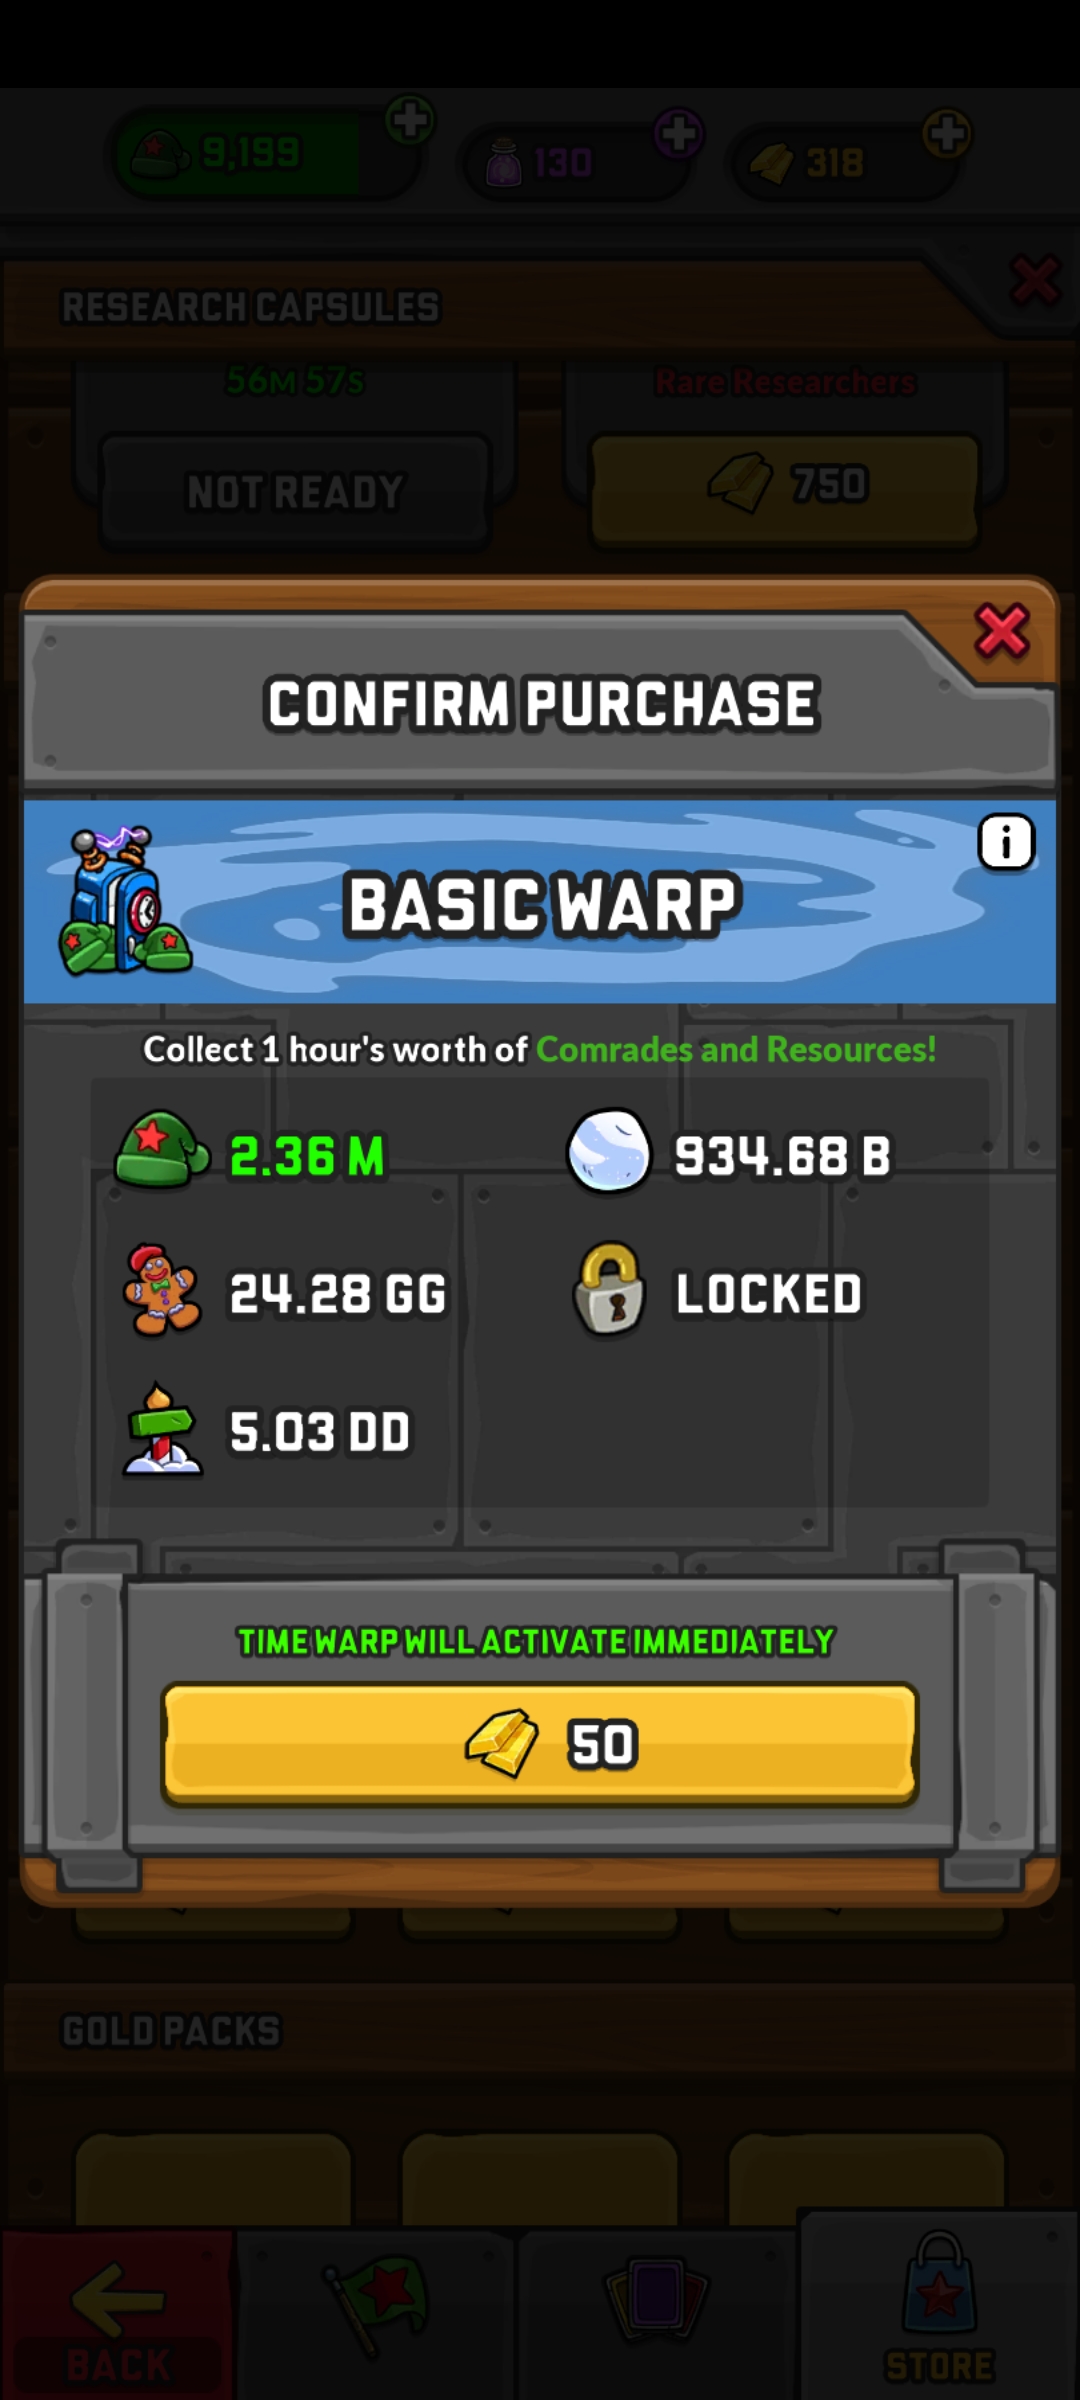 9,199
130
318
RESEARCH CAPSULES
56M 57S
Rare Researchers
NOT READY
750
CONFIRM PURCHASE
i
BASIC WARP
Collect 1 hour's worth of Comrades and Resources!
2.36 M
934.68 B
24.28 GG
LOCKED
5.03 DD
TIME WARP WILL ACTIVATE IMMEDIATELY
50
GOLD PACKS
BACK
STORE